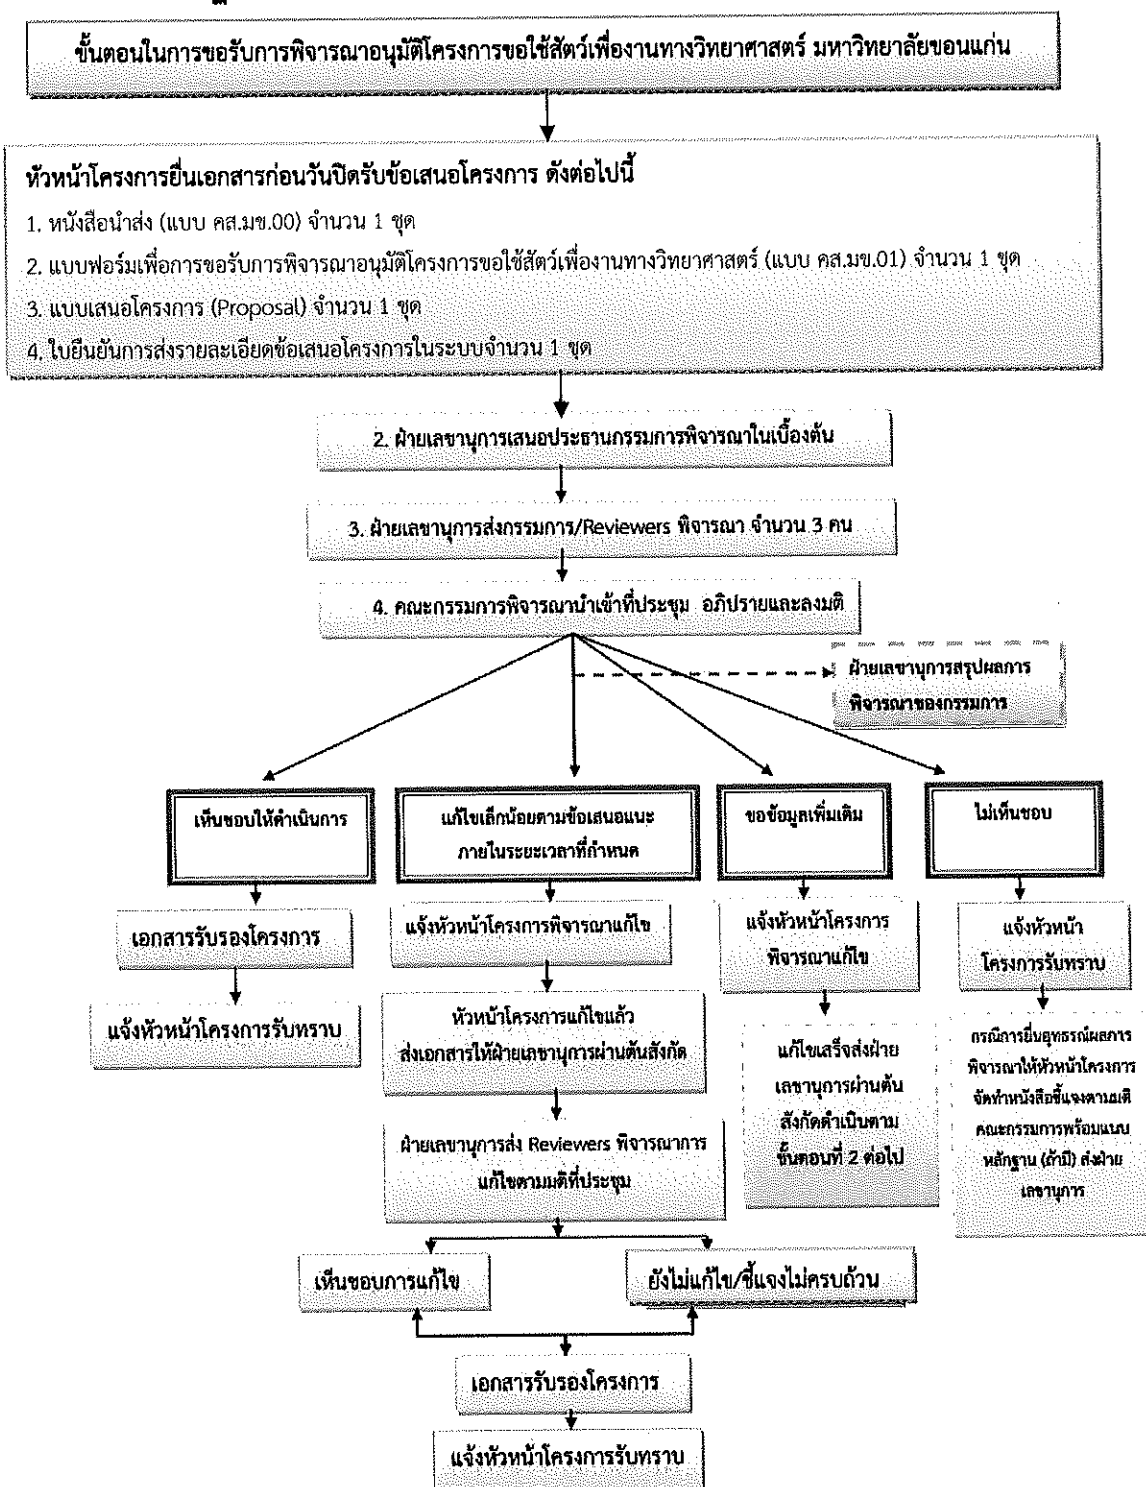 ขั้นตอนในการขอรับการพิจารณาอนุมัติโครงการขอใช้สัตว์เพื่องานทางวิทยาศาสตร์ มหาวิทยาลัยขอนแก่น
หัวหน้าโครงการยื่นเอกสารก่อนวันปิดรับข้อเสนอโครงการ ดังต่อไปนี้
1. หนังสือนำส่ง (แบบ คส.มข.00) จำนวน 1 ชุด
2. แบบฟอร์มเพื่อการขอรับการพิจารณาอนุมัติโครงการขอใช้สัตว์เพื่องานทางวิทยาศาสตร์ (แบบ คส.มข.01) จำนวน 1 ชุด
3. แบบเสนอโครงการ (Proposal) จำนวน 1 ชุด
4. ใบยืนยันการส่งรายละเอียดข้อเสนอโครงการในระบบจำนวน 1 ชุด
2. ฝ่ายเลขานุการเสนอประธานกรรมการพิจารณาในเบื้องต้น
3. ฝ่ายเลขานุการส่งกรรมการ/Reviewers พิจารณา จำนวน 3 คน
4. คณะกรรมการพิจารณานำเข้าที่ประชุม อภิปรายและลงมติ
ฝ่ายเลขานุการสรุปผลการ
พิจารณาของกรรมการ
เห็นชอบให้ดำเนินการ
เอกสารรับรองโครงการ
แจ้งหัวหน้าโครงการรับทราบ
แก้ไขเล็กน้อยตามข้อเสนอแนะ
ภายในระยะเวลาที่กำหนด
แจ้งหัวหน้าโครงการพิจารณาแก้ไข
หัวหน้าโครงการแก้ไขแล้ว
ส่งเอกสารให้ฝ่ายเลขานุการผ่านต้นสังกัด
ฝ่ายเลขานุการส่ง Reviewers พิจารณาการ
แก้ไขตามมติที่ประชุม
ขอข้อมูลเพิ่มเติม
แจ้งหัวหน้าโครงการ
พิจารณาแก้ไข
แก้ไขเสร็จส่งฝ่าย
เลขานุการผ่านต้น
สังกัดดำเนินตาม
ขั้นตอนที่ 2 ต่อไป
ไม่เห็นชอบ
แจ้งหัวหน้า
โครงการรับทราบ
กรณีการยื่นอุทธรณ์ผลการ
พิจารณาให้หัวหน้าโครงการ
จัดทำหนังสือชี้แจงตามมติ
คณะกรรมการพร้อมแนบ
หลักฐาน (ถ้ามี) ส่งฝ่าย
เลขานุการ
เห็นชอบการแก้ไข
ยังไม่แก้ไข/ชี้แจงไม่ครบถ้วน
เอกสารรับรองโครงการ
แจ้งหัวหน้าโครงการรับทราบ